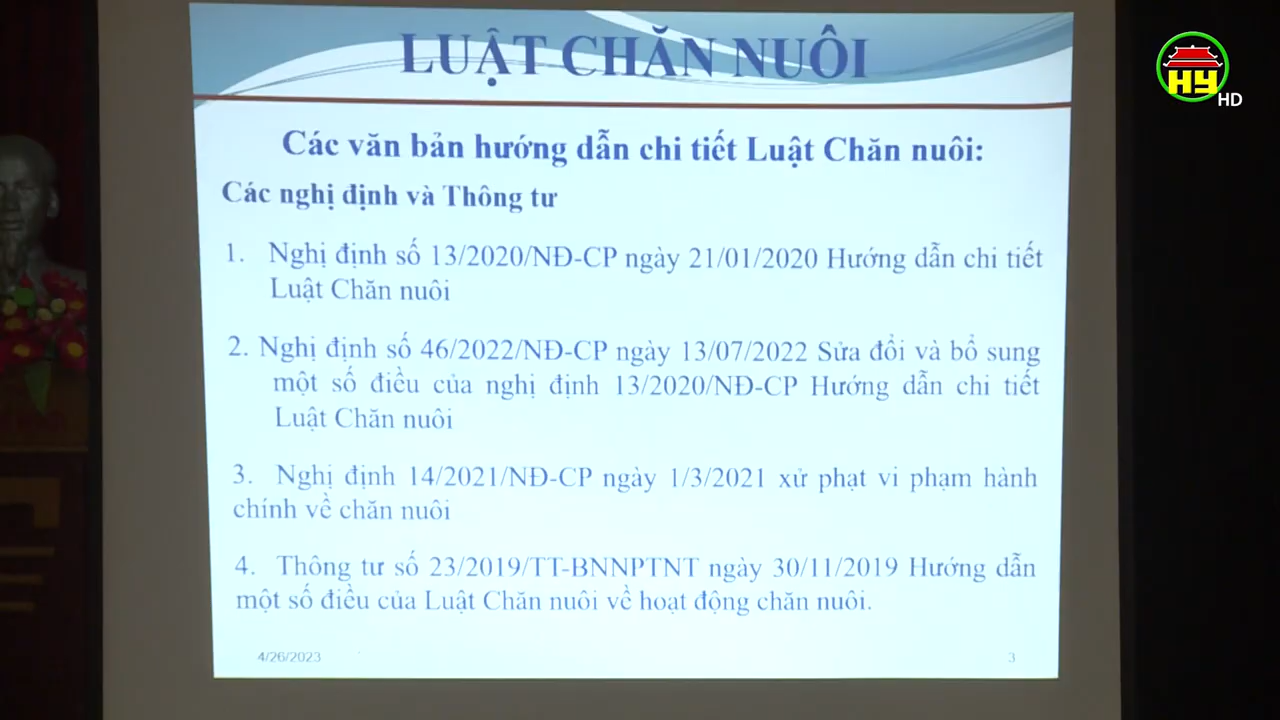 LUẬT CHĂN NUÔI
HY
HD
Các văn bản hướng dẫn chi tiết Luật Chăn nuôi:
Các nghị định và Thông tư
1. Nghị định số 13/2020/NĐ-CP ngày 21/01/2020 Hướng dẫn chi tiết
Luật Chăn nuôi
2. Nghị định số 46/2022/NĐ-CP ngày 13/07/2022 Sửa đổi và bổ sung
một số điều của nghị định 13/2020/NĐ-CP Hướng dẫn chi tiết
Luật Chăn nuôi
3. Nghị định 14/2021/NĐ-CP ngày 1/3/2021 xử phạt vi phạm hành
chính về chăn nuôi
4. Thông tư số 23/2019/TT-BNNPTNT ngày 30/11/2019 Hướng dẫn
một số điều của Luật Chăn nuôi về hoạt động chăn nuôi.
4/26/2023
3